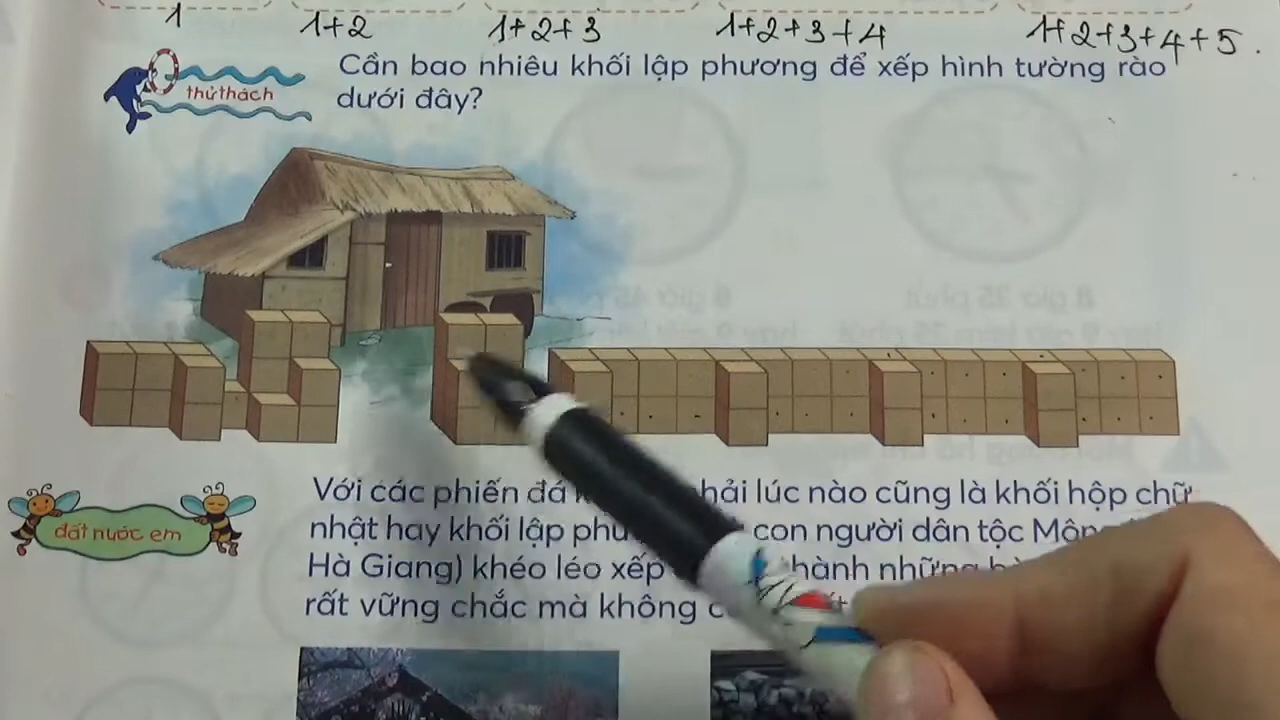 1
1+2
1+2+3
1+2+3+4
1+2+3+4+5.
thử thách
Cần bao nhiêu khối lập phương để xếp hình tường rào
dưới đây?
đất nước em
Với các phiến đá hải lúc nào cũng là khối hộp chữ
nhật hay khối lập phư con người dân tộc Mông
Hà Giang) khéo léo xếp thành những
rất vững chắc mà không